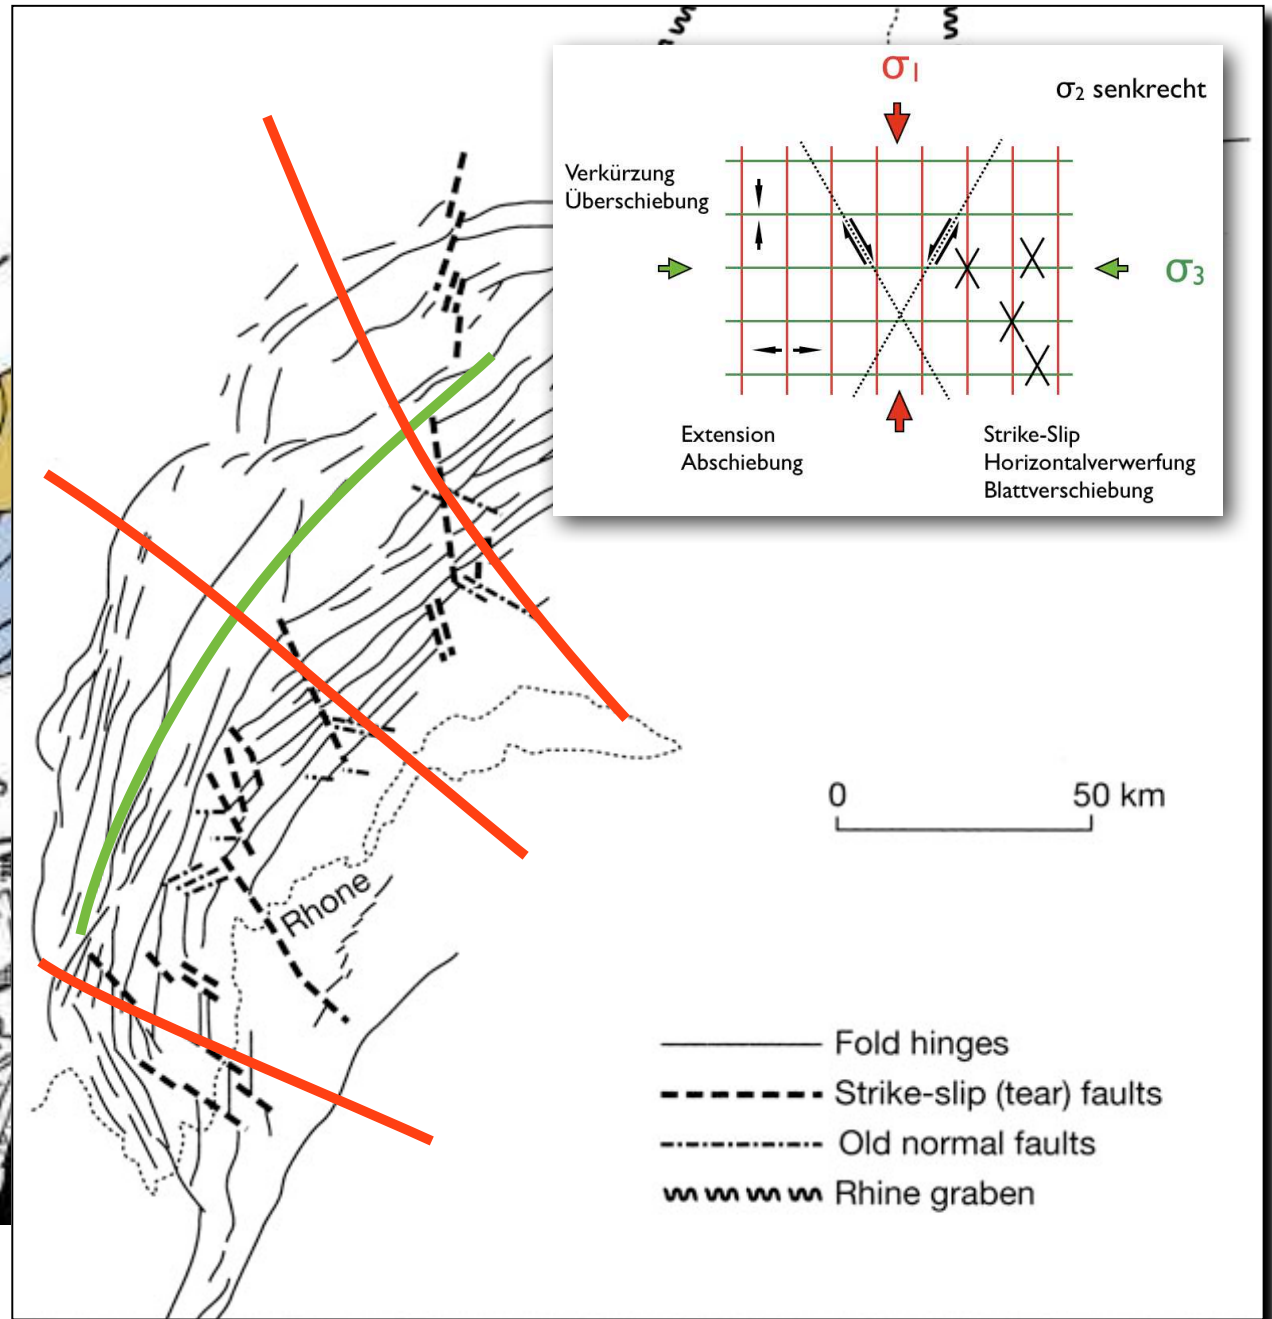 σ₁
σ₂ senkrecht
Verkürzung
Überschiebung
σ₃
Extension
Abschiebung
Strike-Slip
Horizontalverwerfung
Blattverschiebung
0 50 km
Rhone
Fold hinges
Strike-slip (tear) faults
Old normal faults
Rhine graben